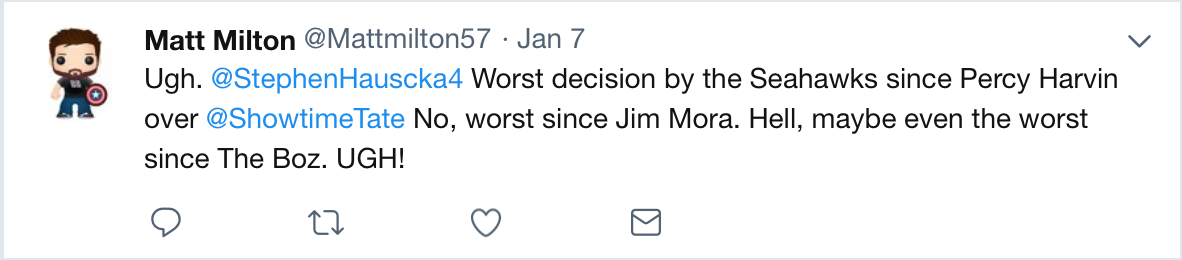 Matt Milton @Mattmilton57 · Jan 7
Ugh. @StephenHauscka4 Worst decision by the Seahawks since Percy Harvin
over @ShowtimeTate No, worst since Jim Mora. Hell, maybe even the worst
since The Boz. UGH!